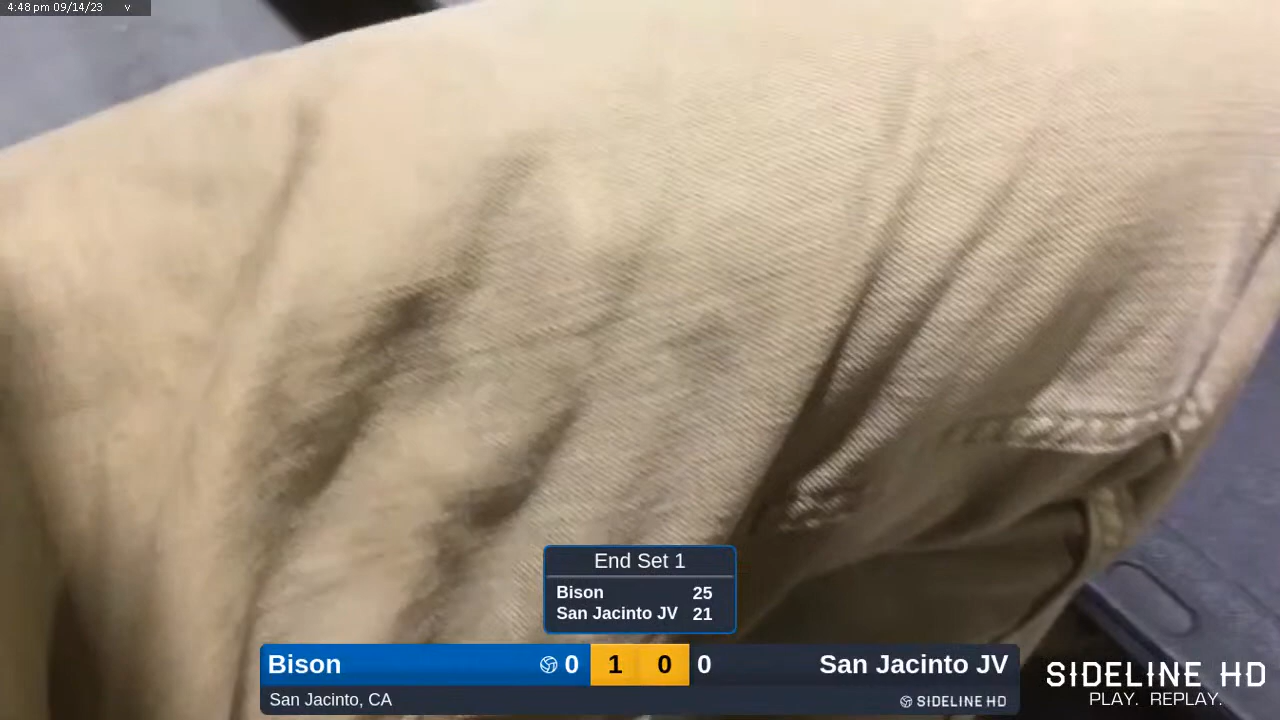 4:48 pm 09/14/23 v
End Set 1
Bison 25
San Jacinto JV 21
Bison 0 1 0 0 San Jacinto JV
San Jacinto, CA SIDELINE HD
SIDELINE HD
PLAY. REPLAY.